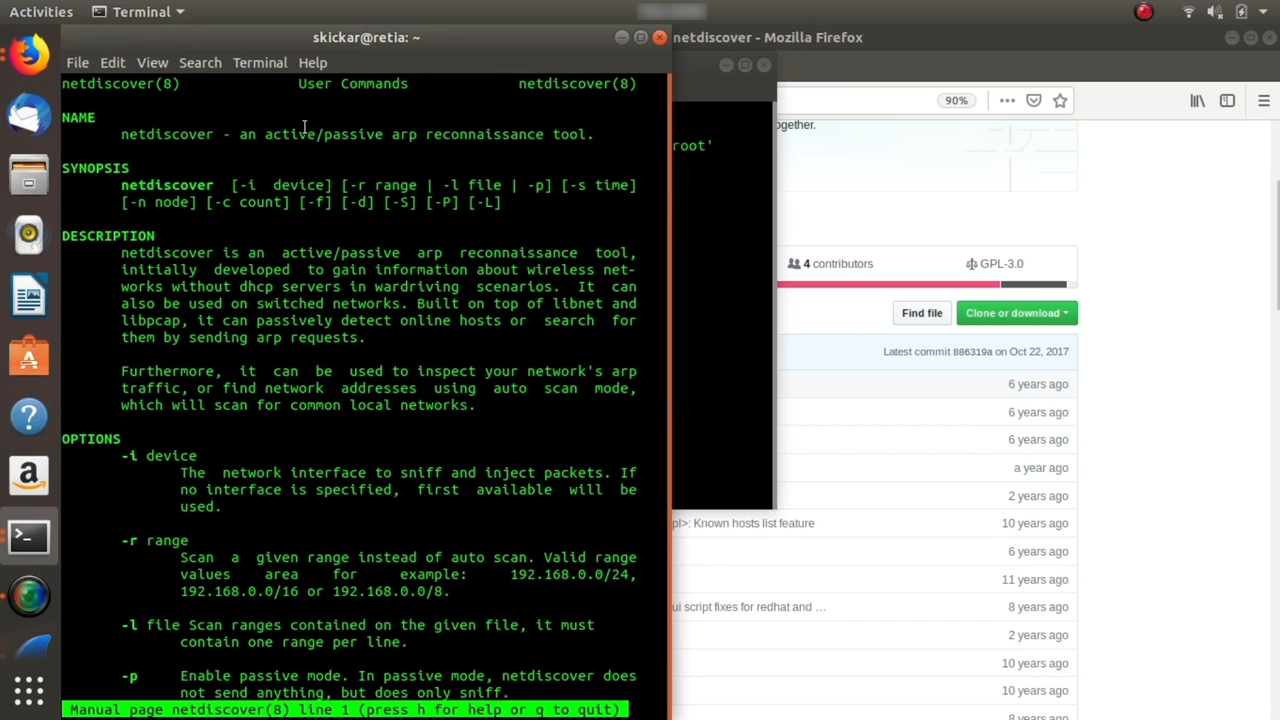 Activities
Terminal
skickar@retia: ~
netdiscover - Mozilla Firefox
File Edit View Search Terminal Help
netdiscover(8) User Commands netdiscover(8)
NAME
netdiscover - an active/passive arp reconnaissance tool.
SYNOPSIS
netdiscover [-i device] [-r range | -l file | -p] [-s time]
[-n node] [-c count] [-f] [-d] [-S] [-P] [-L]
DESCRIPTION
netdiscover is an active/passive arp reconnaissance tool,
initially developed to gain information about wireless net-
works without dhcp servers in wardriving scenarios. It can
also be used on switched networks. Built on top of libnet and
libpcap, it can passively detect online hosts or search for
them by sending arp requests.
Furthermore, it can be used to inspect your network's arp
traffic, or find network addresses using auto scan mode,
which will scan for common local networks.
OPTIONS
-i device
The network interface to sniff and inject packets. If
no interface is specified, first available will be
used.
-r range
Scan a given range instead of auto scan. Valid range
values area for example: 192.168.0.0/24,
192.168.0.0/16 or 192.168.0.0/8.
-l file Scan ranges contained on the given file, it must
contain one range per line.
-p Enable passive mode. In passive mode, netdiscover does
not send anything, but does only sniff.
Manual page netdiscover(8) line 1 (press h for help or q to quit)
root'
90%
ogether.
4 contributors
GPL-3.0
Find file
Clone or download
Latest commit 886319a on Oct 22, 2017
6 years ago
6 years ago
6 years ago
a year ago
2 years ago
pl>: Known hosts list feature 10 years ago
6 years ago
11 years ago
ui script fixes for redhat and … 8 years ago
2 years ago
10 years ago
10 years ago
8 years ago